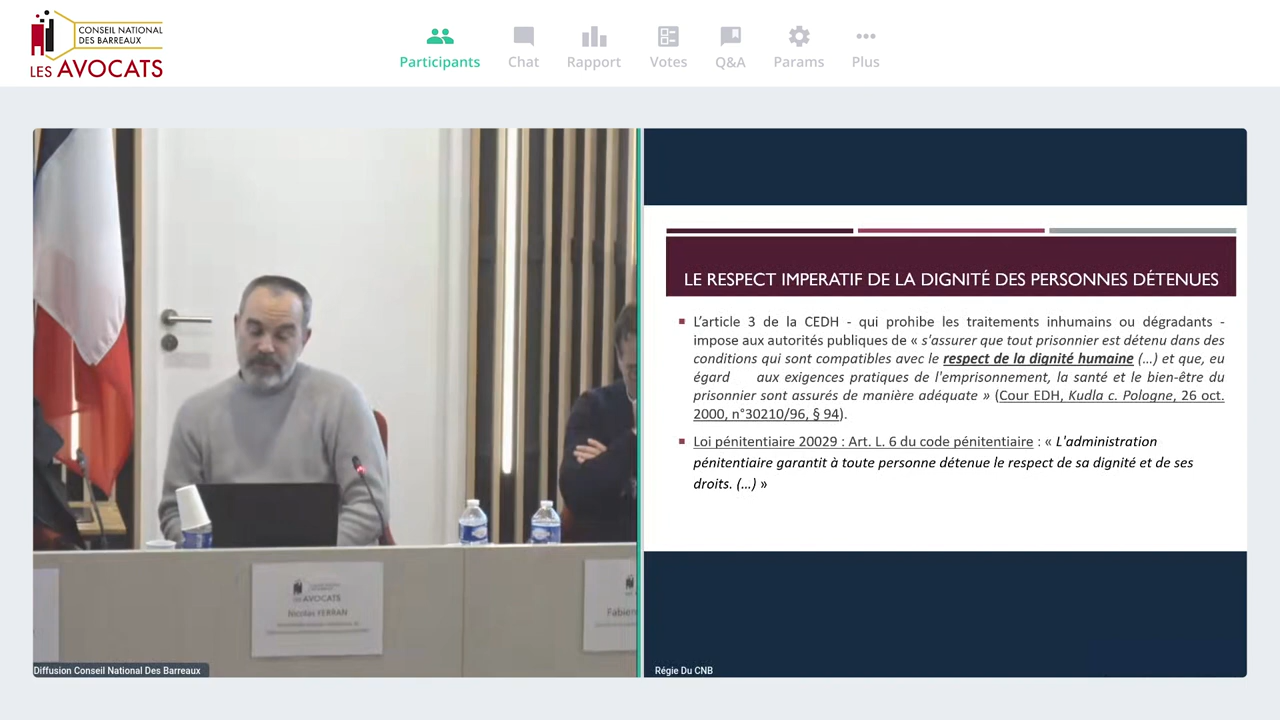 CONSEIL NATIONAL
DES BARREAUX
LES AVOCATS
Participants
Chat
Rapport
Votes
Q&A
Params
Plus
LE RESPECT IMPERATIF DE LA DIGNITÉ DES PERSONNES DÉTENUES
L'article 3 de la CEDH - qui prohibe les traitements inhumains ou dégradants -
impose aux autorités publiques de « s'assurer que tout prisonnier est détenu dans des
conditions qui sont compatibles avec le respect de la dignité humaine (...) et que, eu
égard aux exigences pratiques de l'emprisonnement, la santé et le bien-être du
prisonnier sont assurés de manière adéquate » (Cour EDH, Kudla c. Pologne, 26 oct.
2000, n°30210/96, § 94).
Loi pénitentiaire 20029 : Art. L. 6 du code pénitentiaire : « L'administration
pénitentiaire garantit à toute personne détenue le respect de sa dignité et de ses
droits. (...) »
LES AVOCATS
Nicolas FERRAN
Fabien
Diffusion Conseil National Des Barreaux
Régie Du CNB